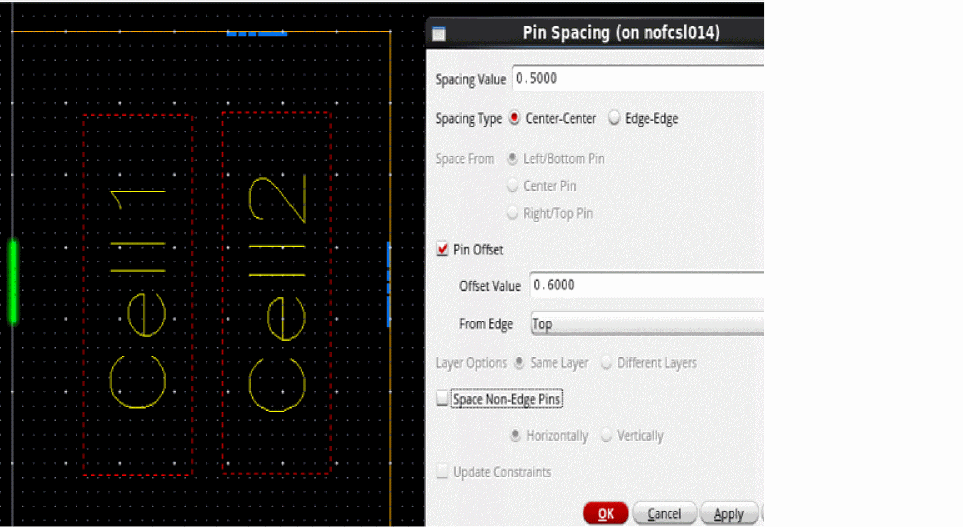 Cell1
Cell2
Pin Spacing (on nofcsl014)
Spacing Value 0.5000
Spacing Type Center-Center Edge-Edge
Space From Left/Bottom Pin
Center Pin
Right/Top Pin
Pin Offset
Offset Value 0.6000
From Edge Top
Layer Options Same Layer Different Layers
Space Non-Edge Pins
Horizontally Vertically
Update Constraints
OK Cancel Apply